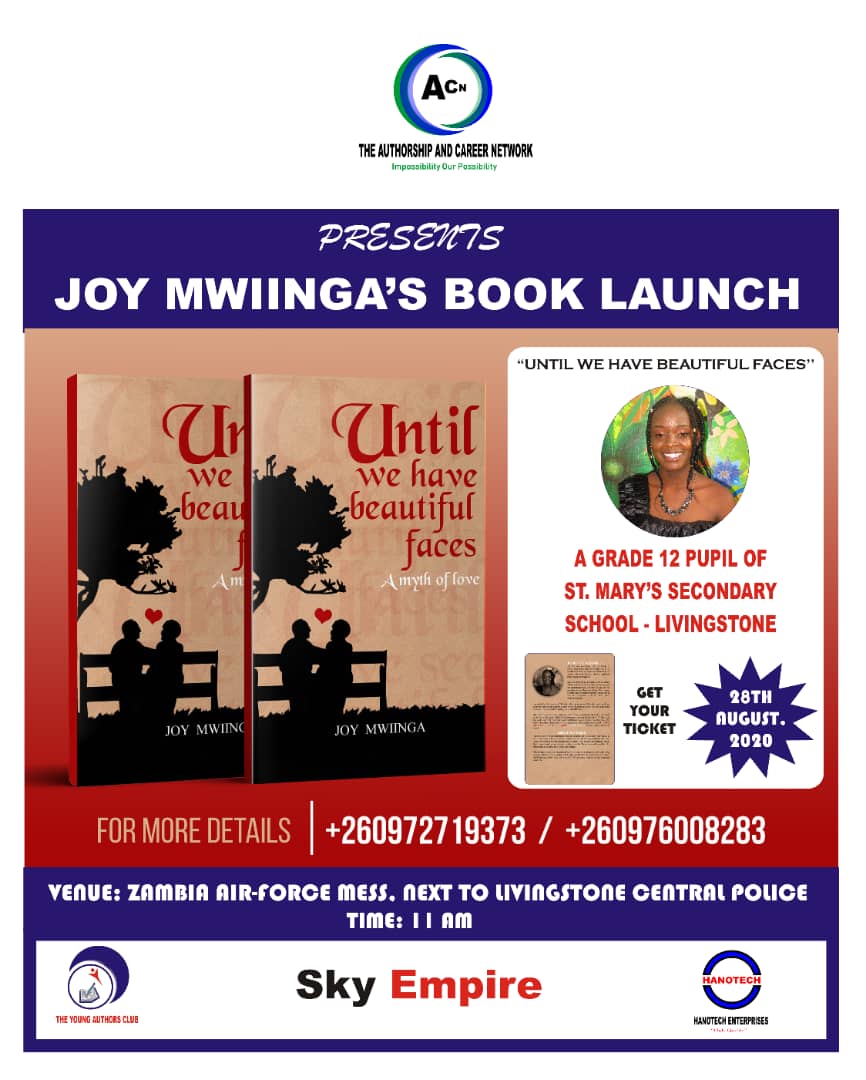 ACN
THE AUTHORSHIP AND CAREER NETWORK
Impossibility Our Possibility
PRESENTS
JOY MWIINGA'S BOOK LAUNCH
Until
we have
beautiful
faces
A myth of love
JOY MWIINGA
"UNTIL WE HAVE BEAUTIFUL FACES"
A GRADE 12 PUPIL OF
ST. MARY'S SECONDARY
SCHOOL - LIVINGSTONE
GET
YOUR
TICKET
28TH
AUGUST.
2020
FOR MORE DETAILS
+260972719373 / +260976008283
VENUE: ZAMBIA AIR-FORCE MESS, NEXT TO LIVINGSTONE CENTRAL POLICE
TIME: 11 AM
THE YOUNG AUTHORS CLUB
Sky Empire
HANOTECH
HANOTECH ENTERPRISES